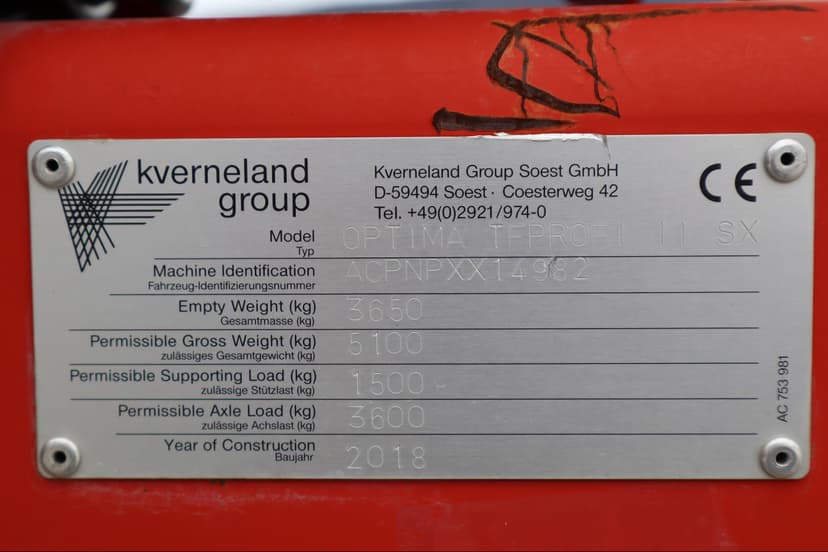 kverneland
group
Kverneland Group Soest GmbH
D-59494 Soest · Coesterweg 42
Tel. +49(0)2921/974-0
CE
Model OPTIMA TFPROFI II SX
Typ
Machine Identification ACPNPXX14982
Fahrzeug-Identifizierungsnummer
Empty Weight (kg) 3650
Gesamtmasse (kg)
Permissible Gross Weight (kg) 5100
zulässiges Gesamtgewicht (kg)
Permissible Supporting Load (kg) 1500
zulässige Stützlast (kg)
Permissible Axle Load (kg) 3600
zulässige Achslast (kg)
Year of Construction 2018
Baujahr
AC 753 981